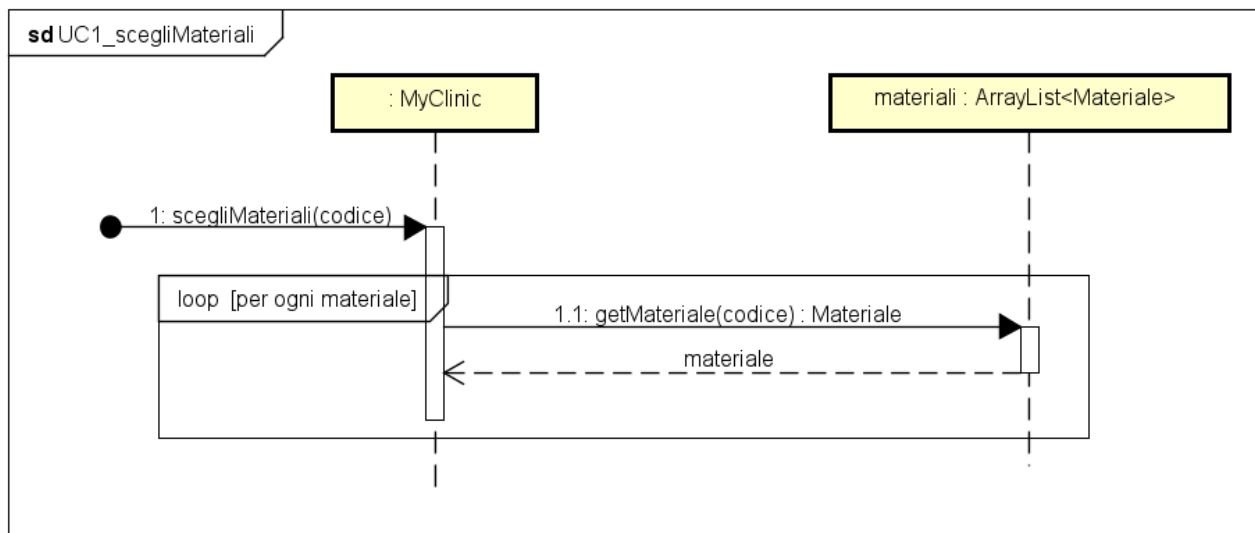 sd UC1_scegliMateriali
: MyClinic
materiali : ArrayList<Materiale>
1: scegliMateriali(codice)
loop [per ogni materiale]
1.1: getMateriale(codice) : Materiale
materiale